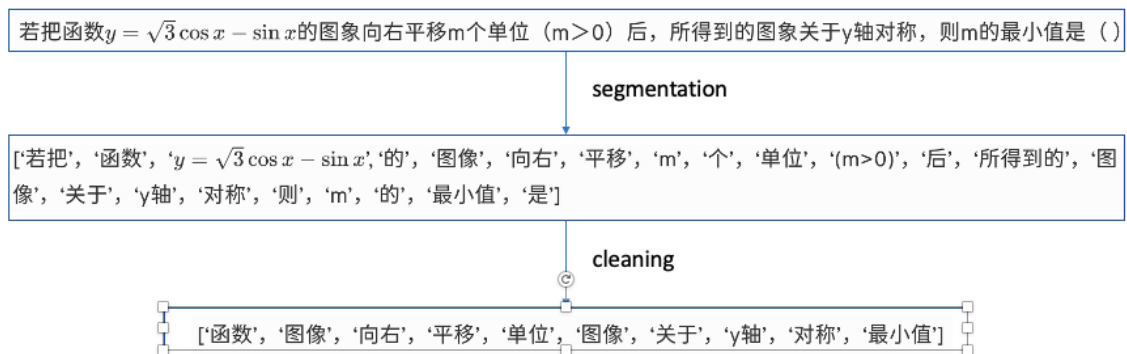 若把函数$y=\sqrt{3}\cos x-\sin x$的图象向右平移m个单位（m＞0）后，所得到的图象关于y轴对称，则m的最小值是（ ）
segmentation
['若把'，'函数'，'$y=\sqrt{3}\cos x-\sin x$', '的'，'图像'，'向右'，'平移'，'m'，'个'，'单位'，'(m>0)'，'后'，'所得到的'，'图
像'，'关于'，'y轴'，'对称'，'则'，'m'，'的'，'最小值'，'是']
cleaning
['函数'，'图像'，'向右'，'平移'，'单位'，'图像'，'关于'，'y轴'，'对称'，'最小值']